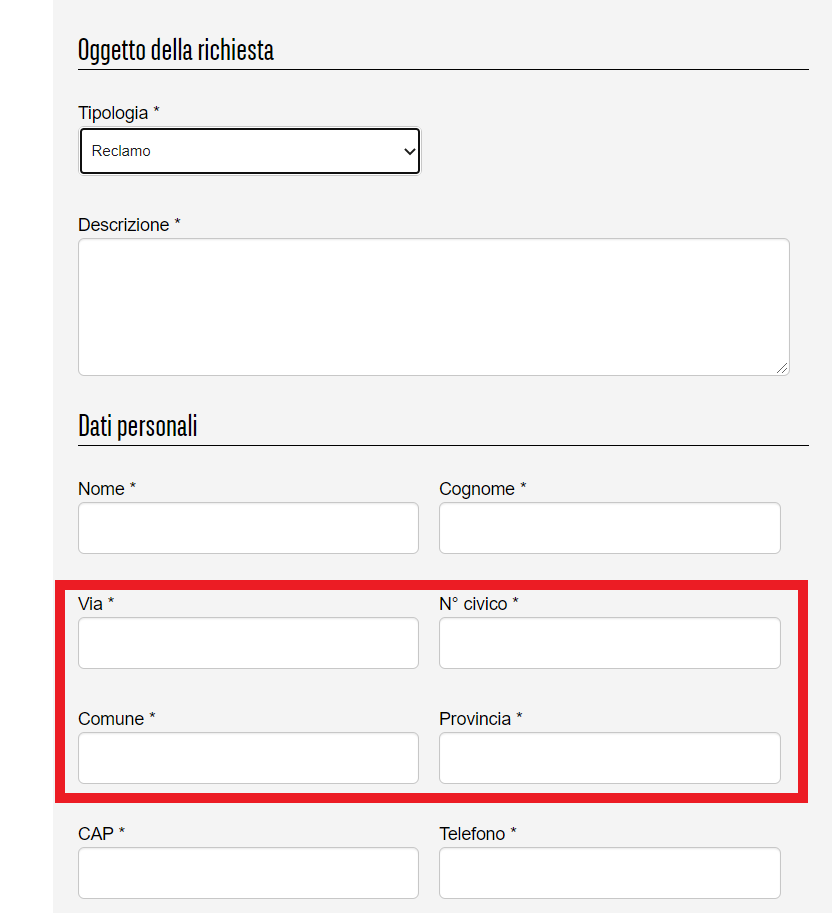 Oggetto della richiesta
Tipologia *
Reclamo
Descrizione *
Dati personali
Nome * Cognome *
Via * N° civico *
Comune * Provincia *
CAP * Telefono *